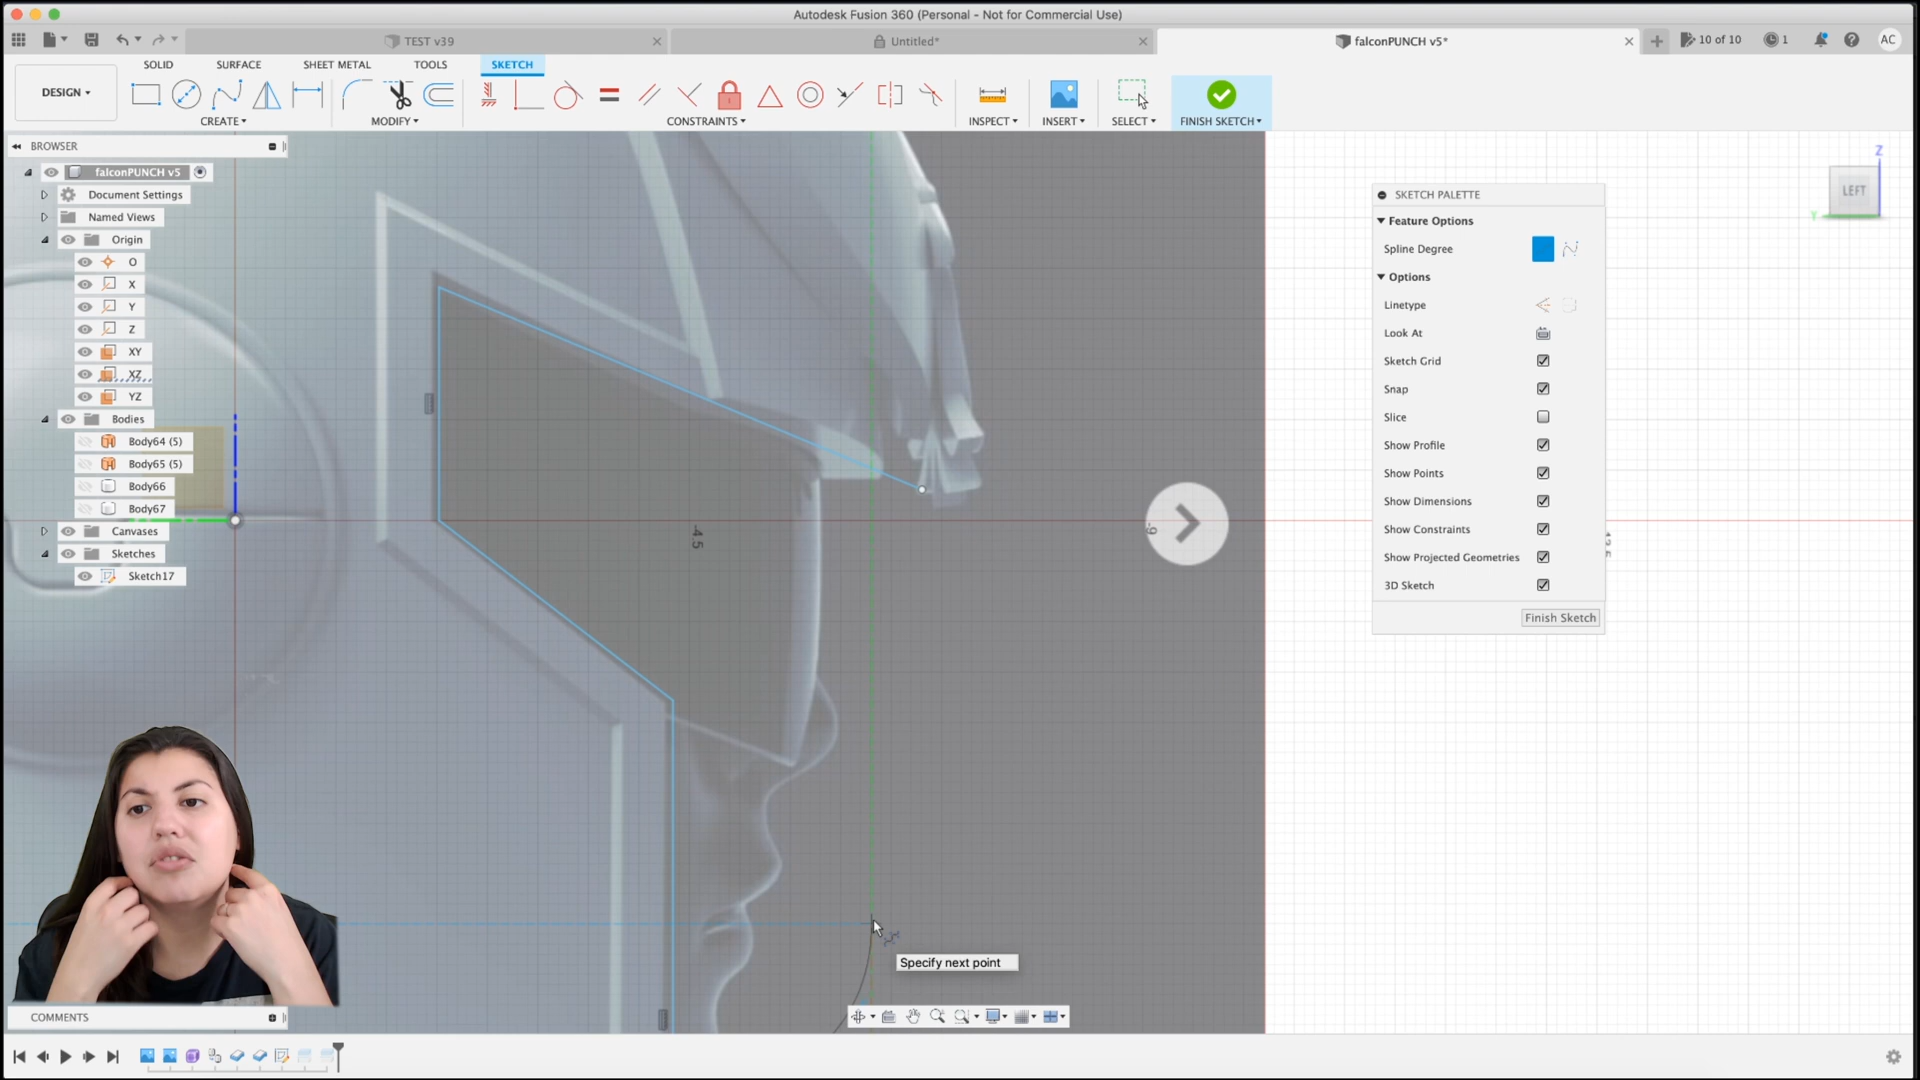 Autodesk Fusion 360 (Personal - Not for Commercial Use)
TEST v39
Untitled*
falconPUNCH v5*
10 of 10
1
AC
DESIGN
SOLID
SURFACE
SHEET METAL
TOOLS
SKETCH
CREATE
MODIFY
CONSTRAINTS
INSPECT
INSERT
SELECT
FINISH SKETCH
BROWSER
falconPUNCH v5
Document Settings
Named Views
Origin
O
X
Y
Z
XY
XZ
YZ
Bodies
Body64 (5)
Body65 (5)
Body66
Body67
Canvases
Sketches
Sketch17
-4.5
-9
Specify next point
LEFT
Z
Y
SKETCH PALETTE
Feature Options
Spline Degree
Options
Linetype
Look At
Sketch Grid
Snap
Slice
Show Profile
Show Points
Show Dimensions
Show Constraints
Show Projected Geometries
3D Sketch
Finish Sketch
COMMENTS